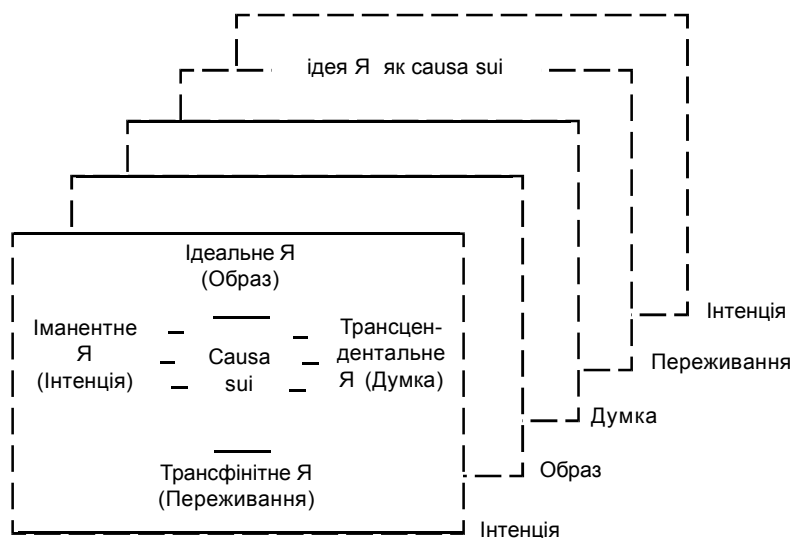 ідея Я як causa sui
Ідеальне Я
(Образ)
Іманентне
Я
(Інтенція)
Causa
sui
Трансцен-
дентальне
Я (Думка)
Трансфінітне Я
(Переживання)
Інтенція
Переживання
Думка
Образ
Інтенція